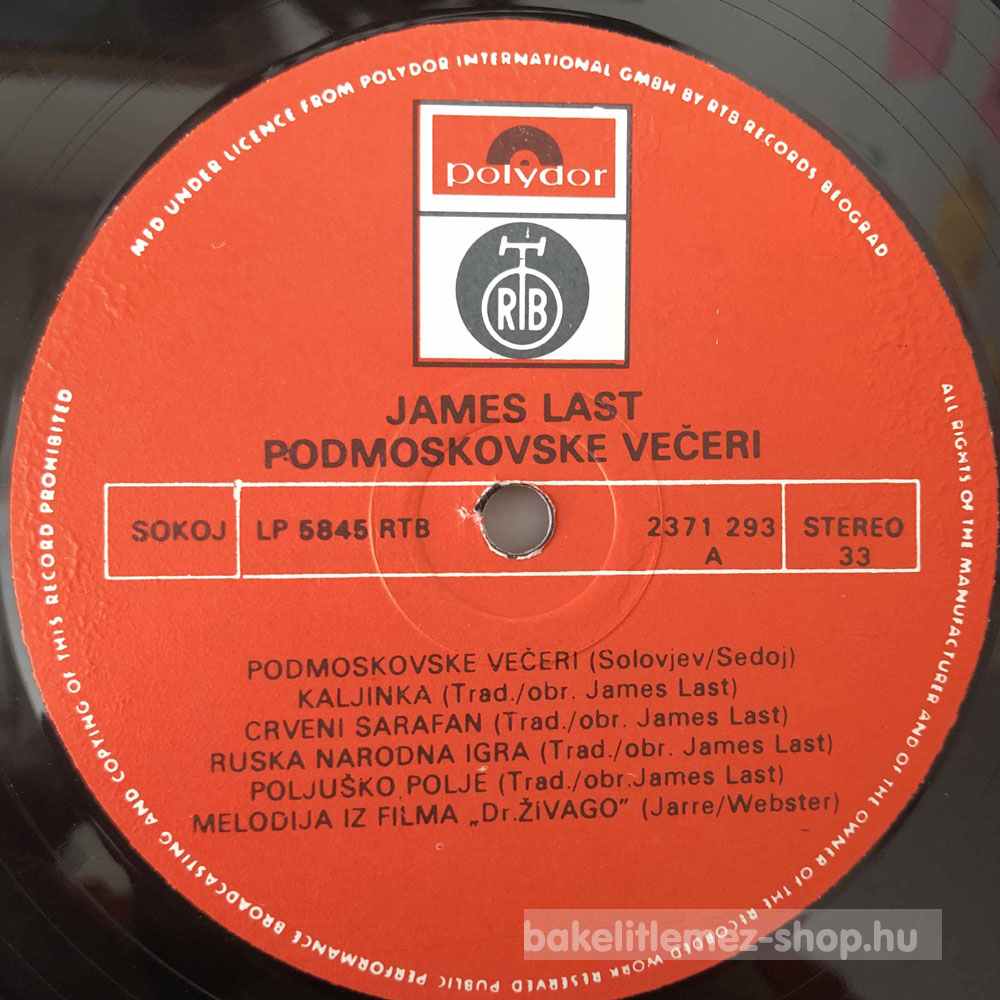 MFD UNDER LICENCE FROM POLYDOR INTERNATIONAL GMBH BY RTB RECORDS BEOGRAD
polydor
RTB
JAMES LAST
PODMOSKOVSKE VEČERI
SOKOJ LP 5845 RTB 2371 293 STEREO
A 33
PODMOSKOVSKE VEČERI (Solovjev/Sedoj)
KALJINKA (Trad./obr. James Last)
CRVENI SARAFAN (Trad./obr. James Last)
RUSKA NARODNA IGRA (Trad./obr. James Last)
POLJUŠKO POLJE (Trad./obr.James Last)
MELODIJA IZ FILMA „Dr.ŽIVAGO” (Jarre/Webster)
ALL RIGHTS OF THE MANUFACTURER AND OF THE OWNER OF THE RECORDED WORK RESERVED PUBLIC PERFORMANCE BROADCASTING AND COPYING OF THIS RECORD PROHIBITED
bakelitlemez-shop.hu